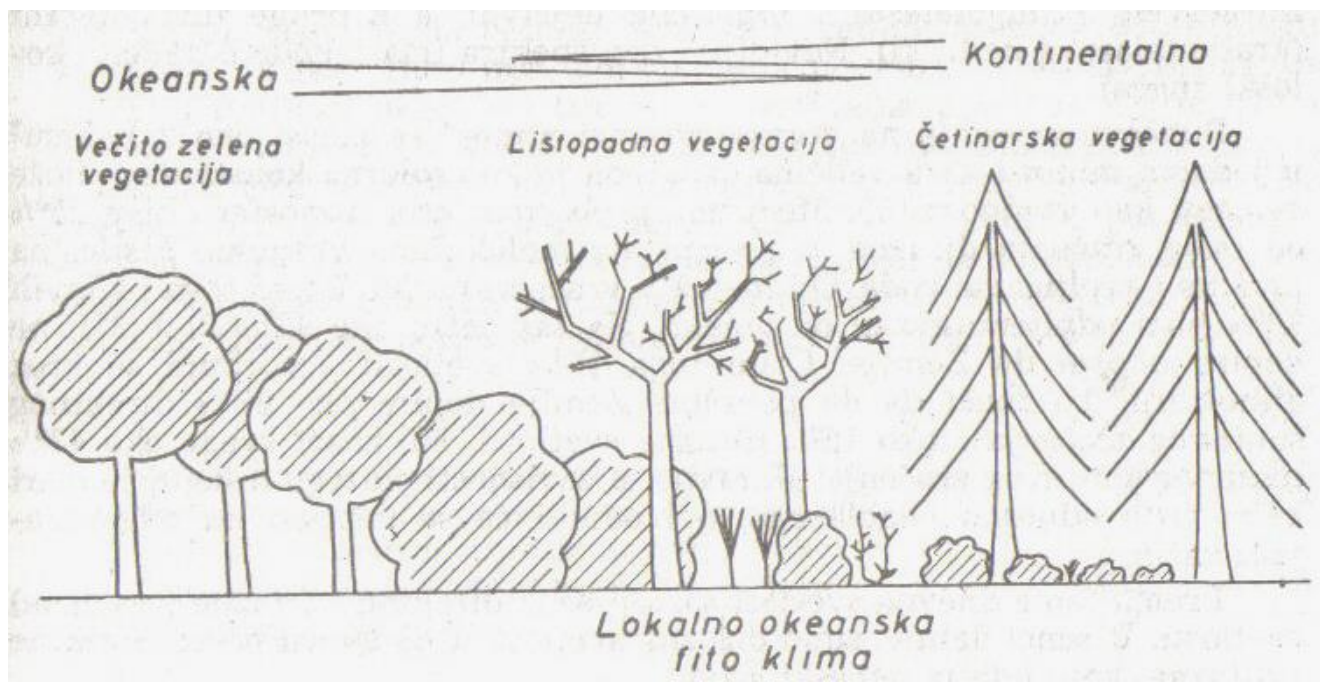 Okeanska
Kontinentalna
Večito zelena
vegetacija
Listopadna vegetacija
Četinarska vegetacija
Lokalno okeanska
fito klima